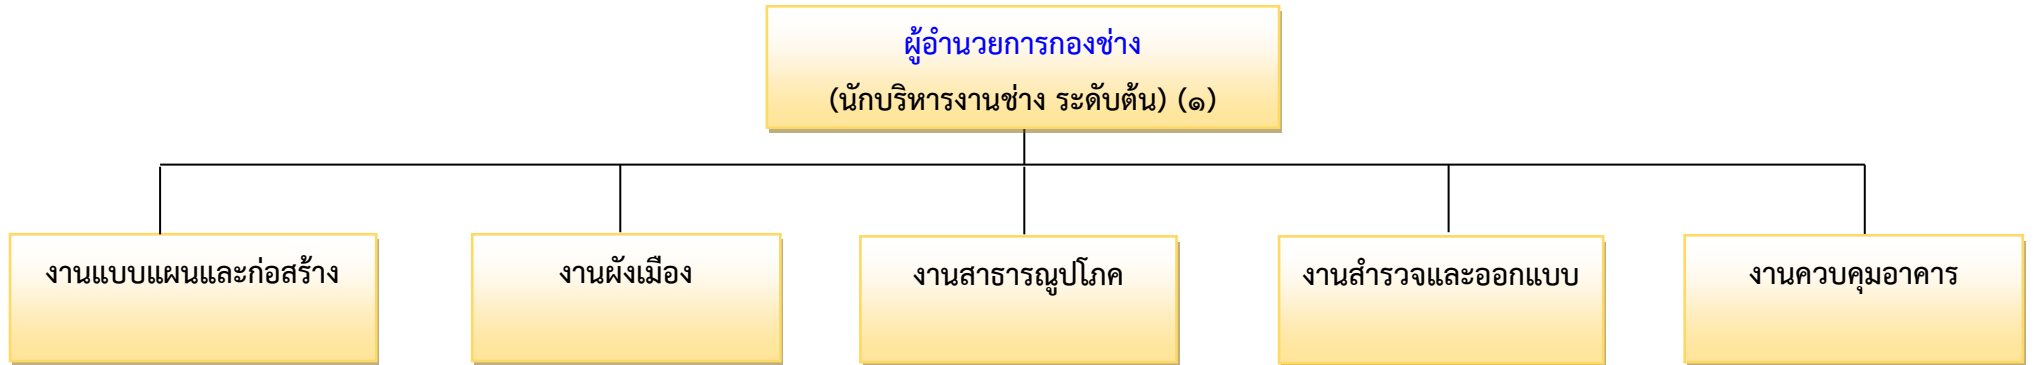 ผู้อำนวยการกองช่าง
(นักบริหารงานช่าง ระดับต้น) (๑)
งานแบบแผนและก่อสร้าง
งานผังเมือง
งานสาธารณูปโภค
งานสำรวจและออกแบบ
งานควบคุมอาคาร